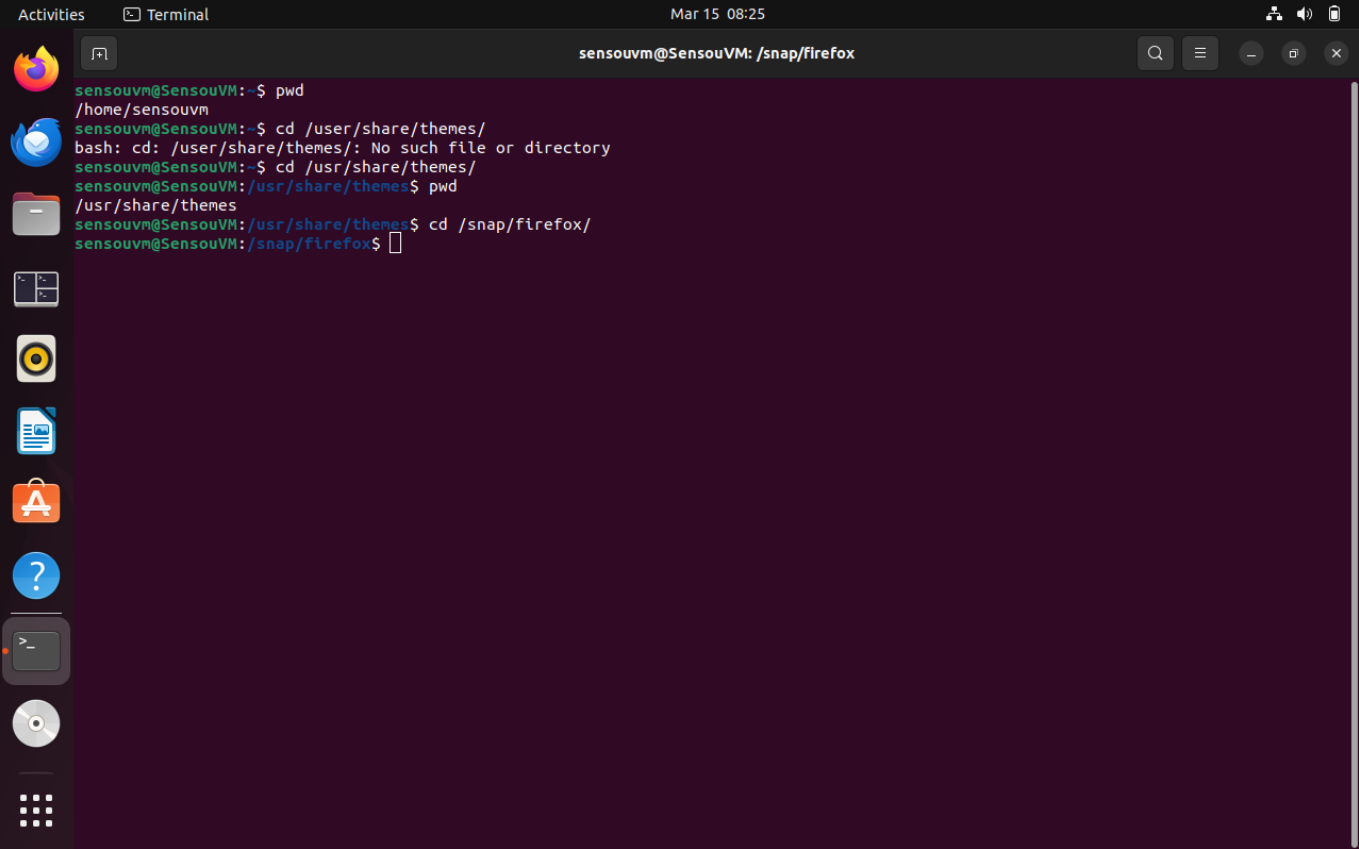 Activities
Terminal
Mar 15 08:25
sensouvm@SensouVM: /snap/firefox
sensouvm@SensouVM:~$ pwd
/home/sensouvm
sensouvm@SensouVM:~$ cd /user/share/themes/
bash: cd: /user/share/themes/: No such file or directory
sensouvm@SensouVM:~$ cd /usr/share/themes/
sensouvm@SensouVM:/usr/share/themes$ pwd
/usr/share/themes
sensouvm@SensouVM:/usr/share/themes$ cd /snap/firefox/
sensouvm@SensouVM:/snap/firefox$